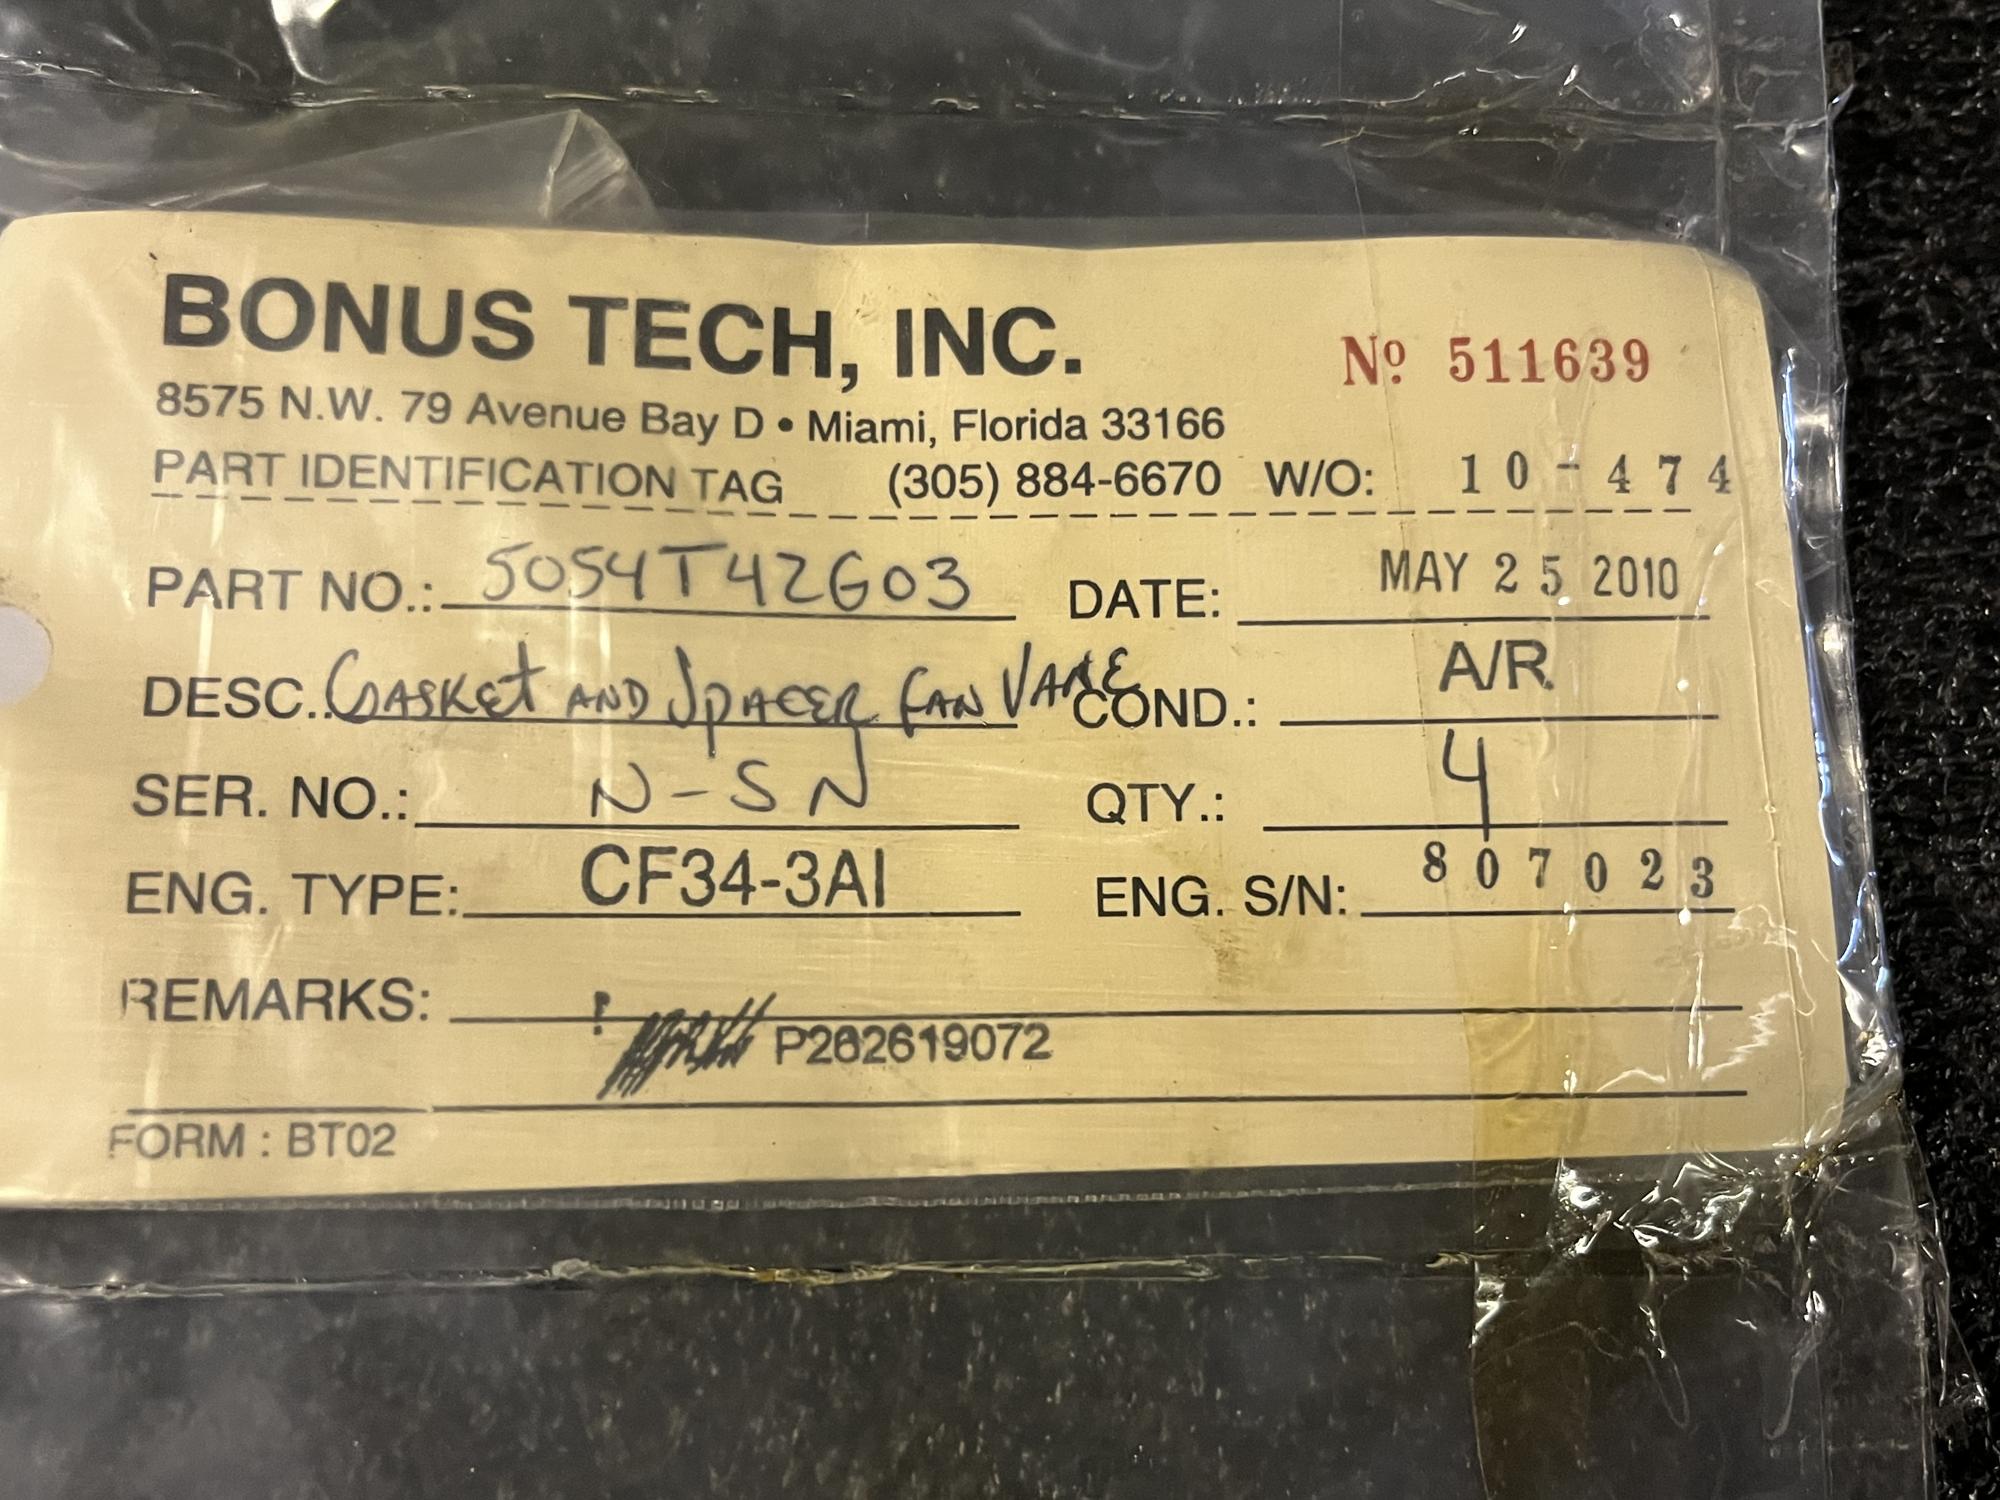 BONUS TECH, INC.
Nº 511639
8575 N.W. 79 Avenue Bay D • Miami, Florida 33166
PART IDENTIFICATION TAG (305) 884-6670 W/O: 10-474
PART NO.: 5054T42G03 DATE: MAY 25 2010
DESC.: GASKET AND SPACER FAN VANE COND.: A/R
SER. NO.: N-SN QTY.: 4
ENG. TYPE: CF34-3AI ENG. S/N: 807023
REMARKS:
P262619072
FORM : BT02